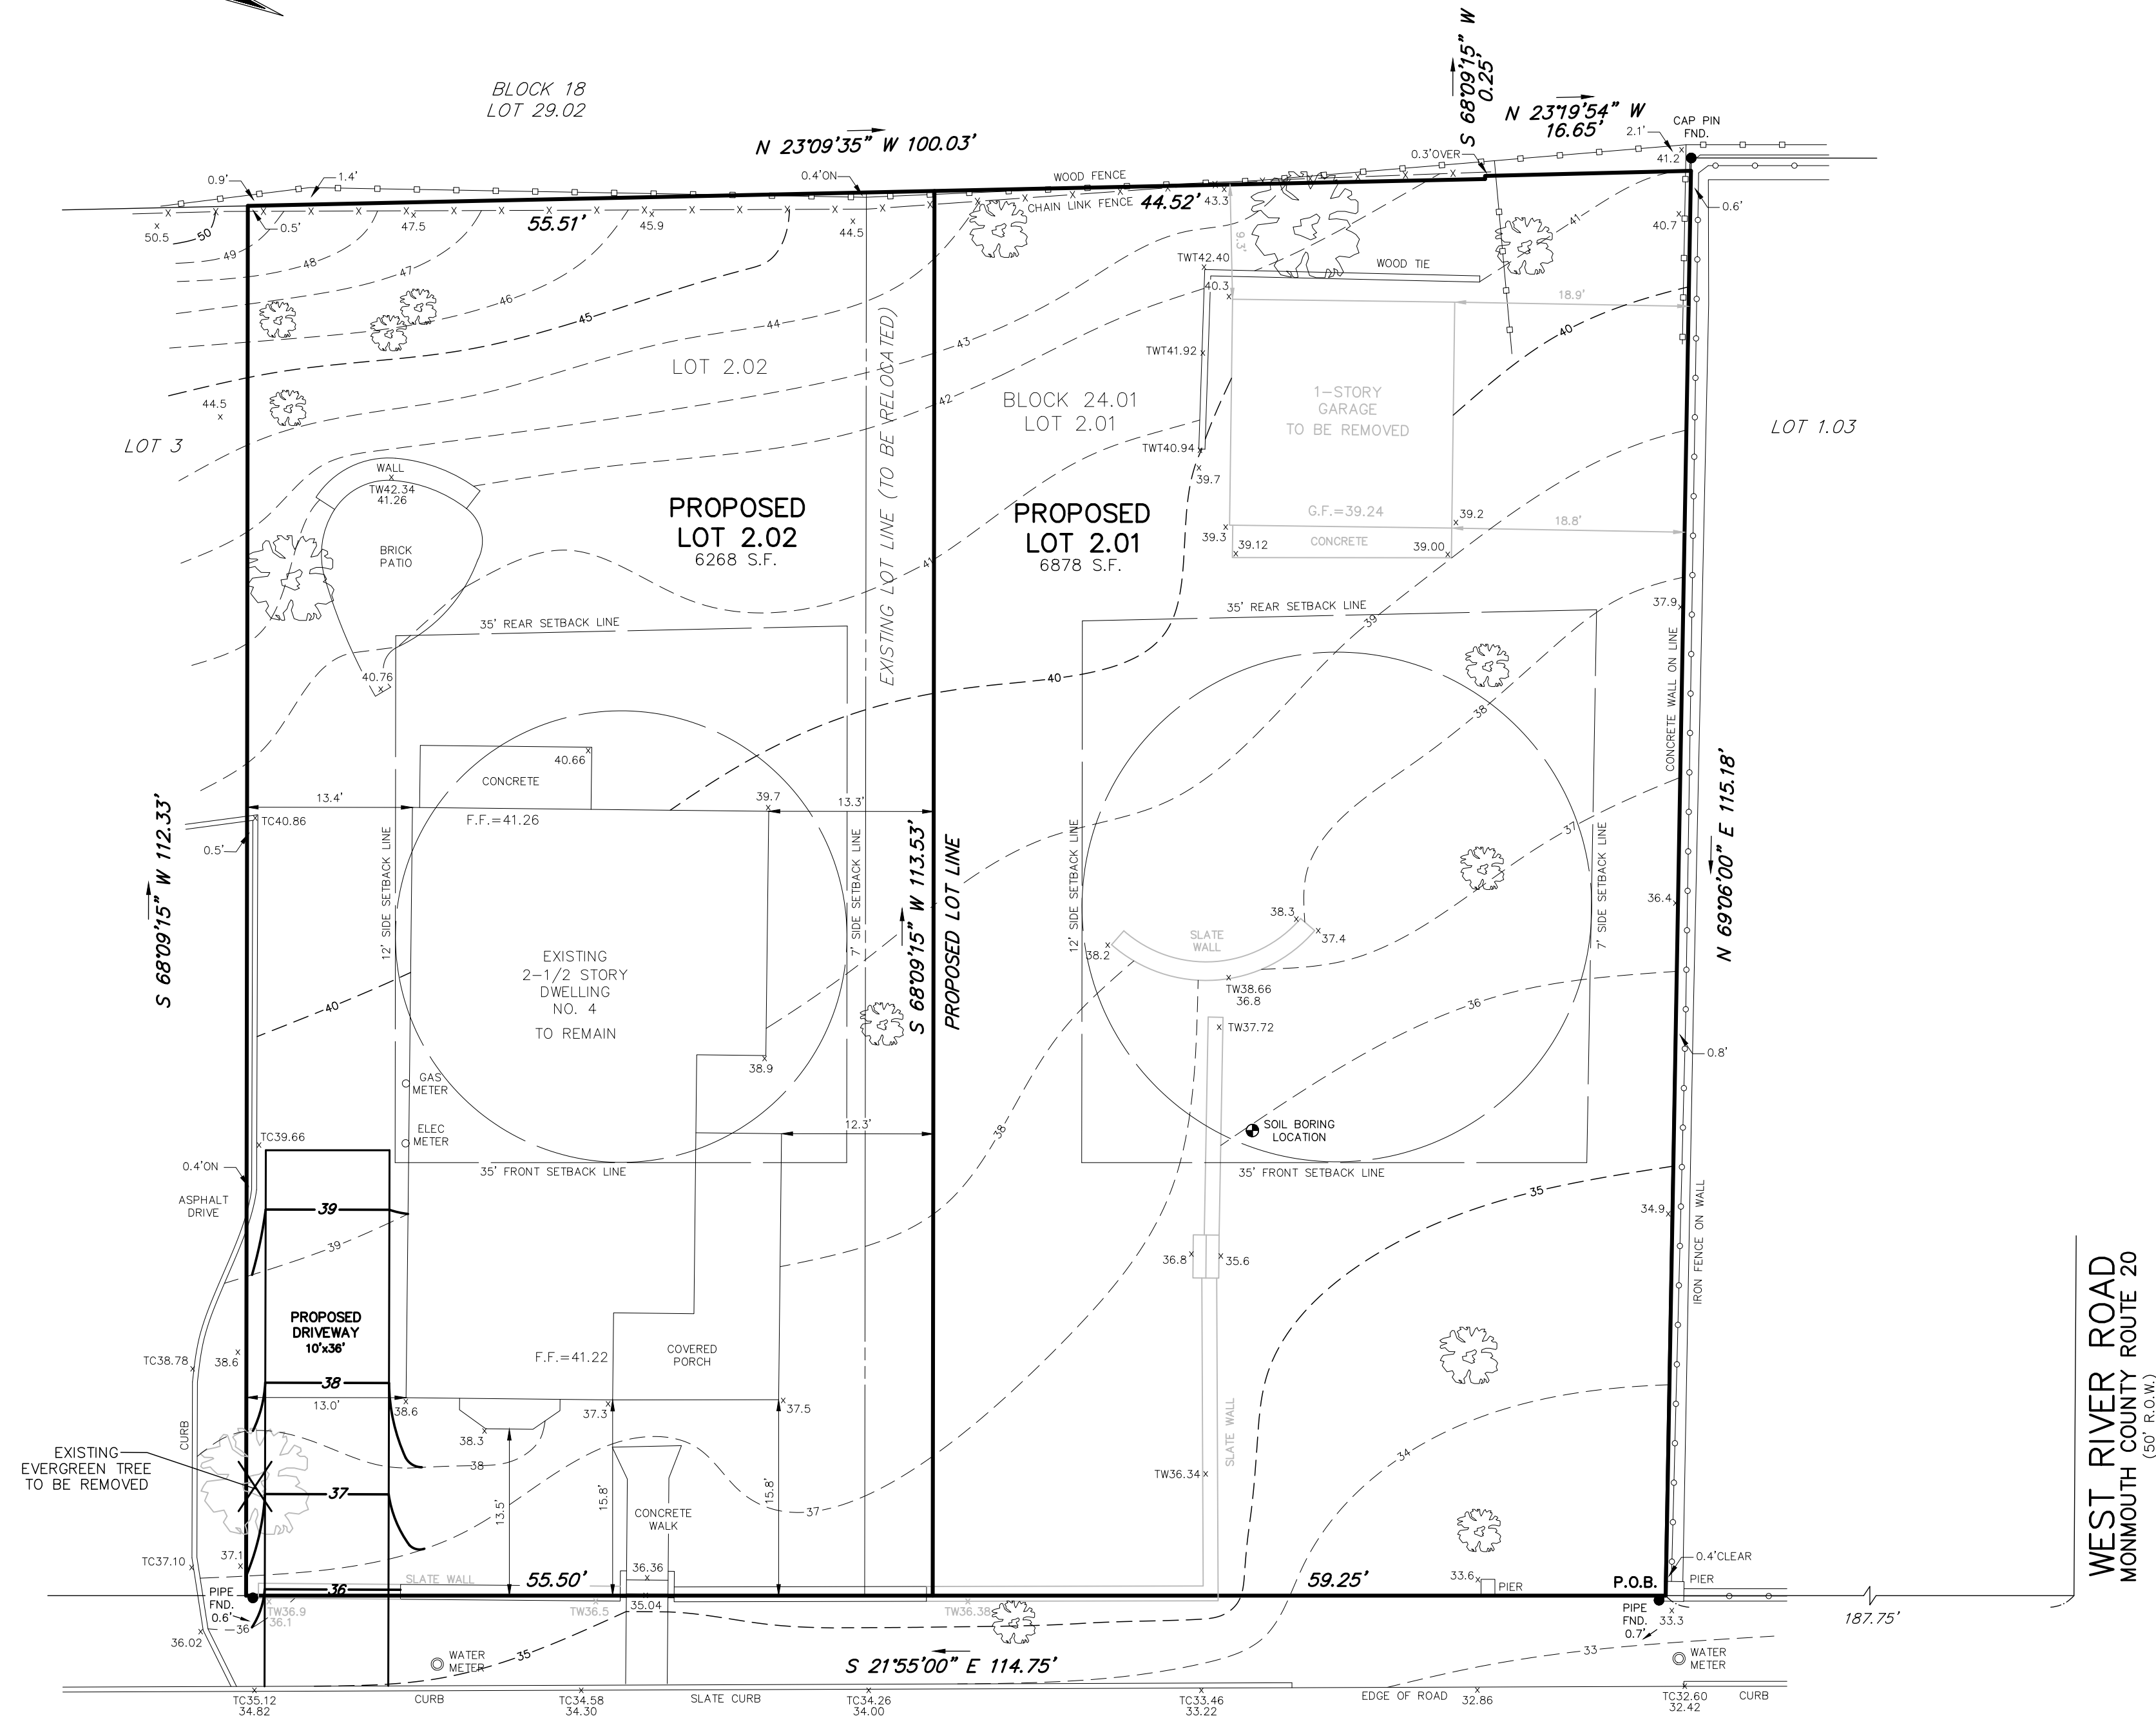 BLOCK 18
LOT 29.02
N 23°09'35" W 100.03'
S 68°09'15" W
0.25'
N 23°19'54" W
16.65'
CAP PIN
FND.
2.1'
41.2
0.3'OVER
0.9'
1.4'
0.4'ON
WOOD FENCE
CHAIN LINK FENCE
44.52'
43.3
55.51'
0.5'
50.5
50
47.5
45.9
44.5
49
48
47
46
45
44
43
42
41
9.3'
TWT42.40
WOOD TIE
40.3
18.9'
40
41
40.7
0.6'
TWT41.92
LOT 2.02
EXISTING LOT LINE (TO BE RELOCATED)
BLOCK 24.01
LOT 2.01
1-STORY
GARAGE
TO BE REMOVED
LOT 1.03
44.5
LOT 3
TWT40.94
39.7
WALL
TW42.34
41.26
BRICK
PATIO
PROPOSED
LOT 2.02
6268 S.F.
PROPOSED
LOT 2.01
6878 S.F.
G.F.=39.24
39.2
39.3
39.12
CONCRETE
39.00
18.8'
35' REAR SETBACK LINE
35' REAR SETBACK LINE
39
37.9
40.76
40
38
CONCRETE WALL ON LINE
CONCRETE
40.66
13.4'
39.7
13.3'
F.F.=41.26
TC40.86
0.5'
S 68°09'15" W 112.33'
12' SIDE SETBACK LINE
7' SIDE SETBACK LINE
S 68°09'15" W 113.53'
PROPOSED LOT LINE
12' SIDE SETBACK LINE
7' SIDE SETBACK LINE
N 69°06'00" E 115.18'
37
36.4
EXISTING
2-1/2 STORY
DWELLING
NO. 4
TO REMAIN
40
38.3
SLATE
WALL
37.4
38.2
TW38.66
36.8
36
TW37.72
0.8'
38.9
GAS
METER
ELEC
METER
12.3'
38
SOIL BORING
LOCATION
TC39.66
0.4'ON
35' FRONT SETBACK LINE
35' FRONT SETBACK LINE
ASPHALT
DRIVE
39
39
35
34.9
36.8
35.6
IRON FENCE ON WALL
PROPOSED
DRIVEWAY
10'x36'
F.F.=41.22
COVERED
PORCH
TC38.78
38.6
38
13.0'
38.6
37.3
37.5
38.3
CURB
EXISTING
EVERGREEN TREE
TO BE REMOVED
38
37
13.5'
15.8'
15.8'
37
CONCRETE
WALK
SLATE WALL
TW36.34
34
TC37.10
37.1
SLATE WALL
36.36
55.50'
59.25'
33.6
PIER
P.O.B.
PIER
0.4'CLEAR
PIPE
FND.
0.6'
36
TW36.9
36.1
TW36.5
35.04
TW36.38
PIPE
FND.
0.7'
33.3
187.75'
36.02
36
35
WATER
METER
33
WATER
METER
S 21°55'00" E 114.75'
TC35.12
34.82
CURB
TC34.58
34.30
SLATE CURB
TC34.26
34.00
TC33.46
33.22
EDGE OF ROAD
32.86
TC32.60
32.42
CURB
WEST RIVER ROAD
MONMOUTH COUNTY ROUTE 20
(50' R.O.W.)